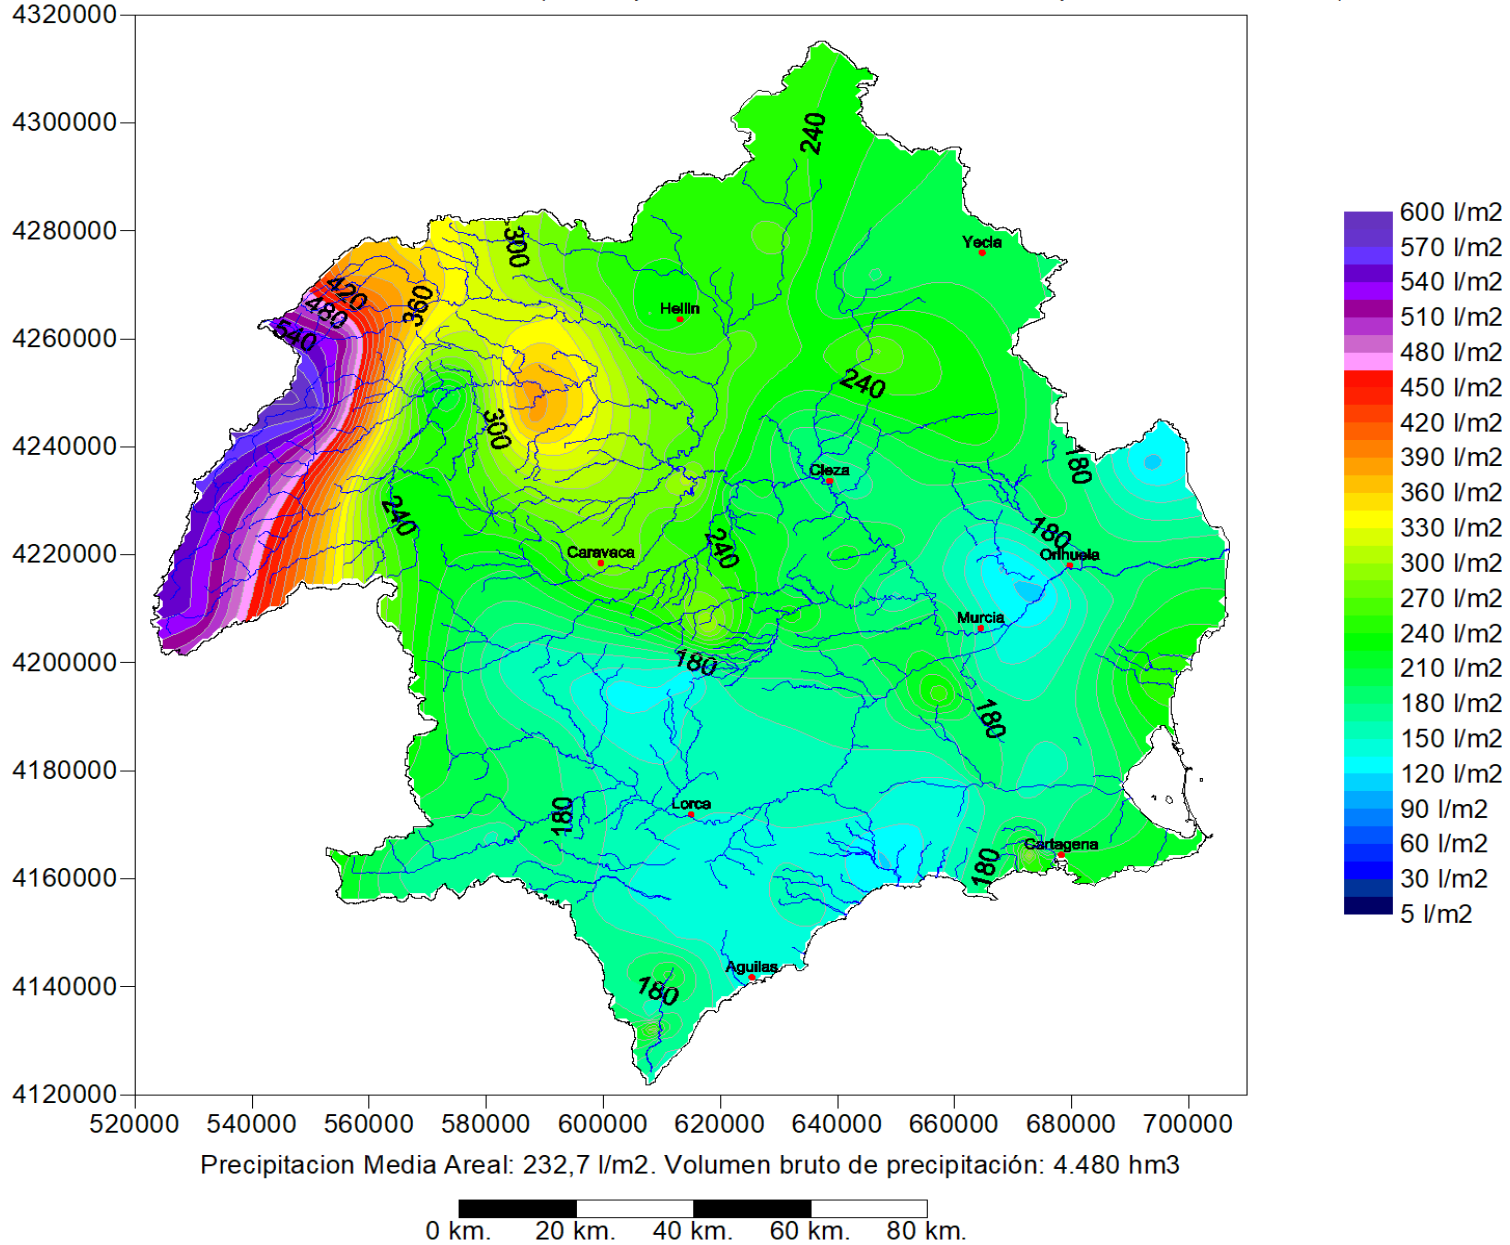 4320000
4300000
4280000
4260000
4240000
4220000
4200000
4180000
4160000
4140000
4120000
520000 540000 560000 580000 600000 620000 640000 660000 680000 700000
240
Yecla
300
420
480
540
360
Hellin
240
300
Cieza
180
240
180
Orihuela
240
Caravaca
Murcia
180
180
Lorca
180
Cartagena
180
Aguilas
180
600 l/m2
570 l/m2
540 l/m2
510 l/m2
480 l/m2
450 l/m2
420 l/m2
390 l/m2
360 l/m2
330 l/m2
300 l/m2
270 l/m2
240 l/m2
210 l/m2
180 l/m2
150 l/m2
120 l/m2
90 l/m2
60 l/m2
30 l/m2
5 l/m2
Precipitacion Media Areal: 232,7 l/m2. Volumen bruto de precipitación: 4.480 hm3
0 km. 20 km. 40 km. 60 km. 80 km.